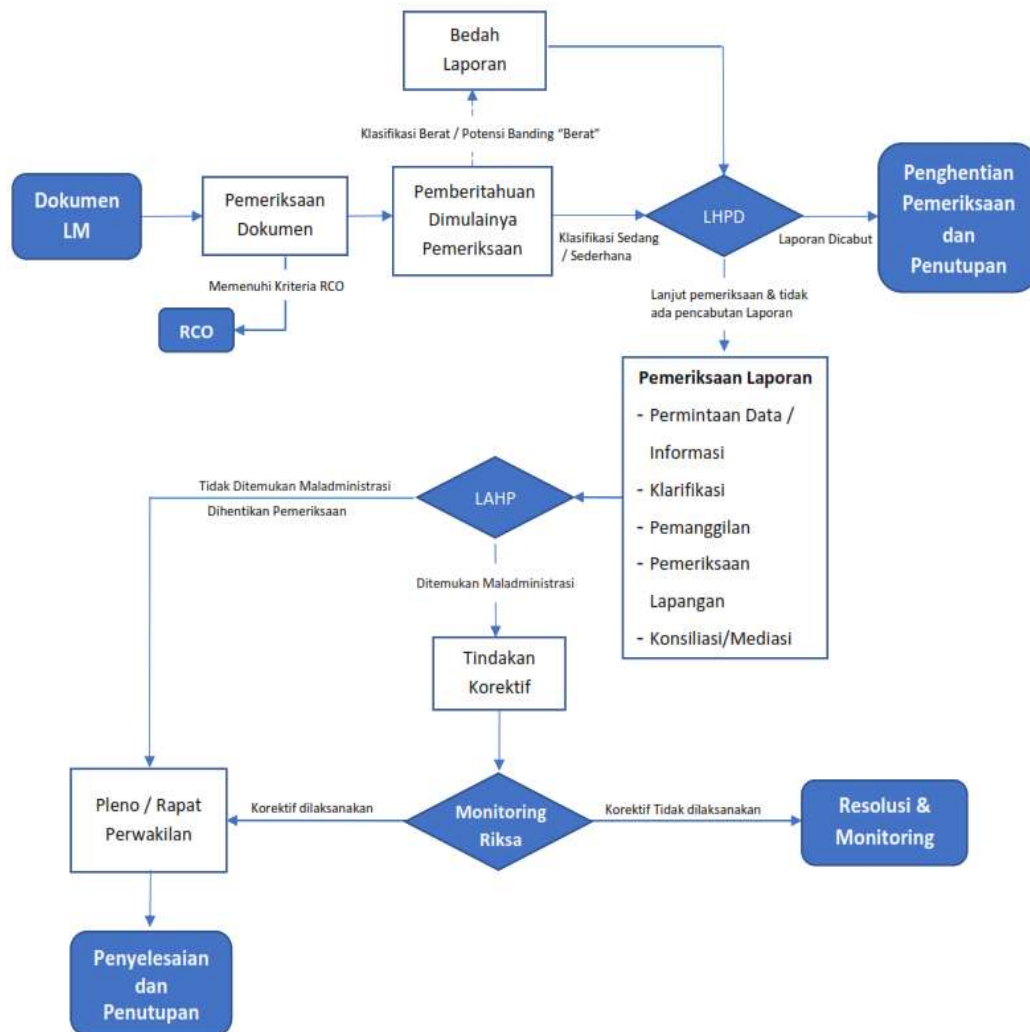 Bedah
Laporan
Klasifikasi Berat / Potensi Banding “Berat”
Dokumen
LM
Pemeriksaan
Dokumen
Pemberitahuan
Dimulainya
Pemeriksaan
Klasifikasi Sedang
/ Sederhana
LHPD
Laporan Dicabut
Penghentian
Pemeriksaan
dan
Penutupan
Memenuhi Kriteria RCO
RCO
Lanjut pemeriksaan & tidak
ada pencabutan Laporan
Pemeriksaan Laporan
- Permintaan Data /
Informasi
- Klarifikasi
- Pemanggilan
- Pemeriksaan
Lapangan
- Konsiliasi/Mediasi
LAHP
Tidak Ditemukan Maladministrasi
Dihentikan Pemeriksaan
Ditemukan Maladministrasi
Tindakan
Korektif
Pleno / Rapat
Perwakilan
Korektif dilaksanakan
Monitoring
Riksa
Korektif Tidak dilaksanakan
Resolusi &
Monitoring
Penyelesaian
dan
Penutupan